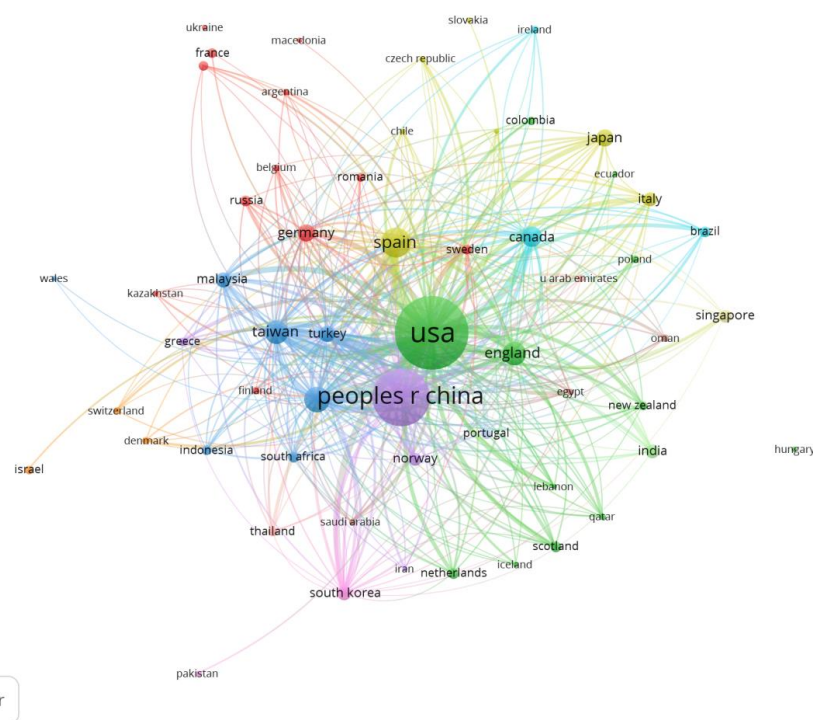 slovakia
ukraine
ireland
macedonia
france
czech republic
argentina
colombia
chile
japan
belgium
romania
ecuador
russia
italy
germany
brazil
spain
canada
sweden
poland
wales
malaysia
u arab emirates
kazakhstan
singapore
taiwan
turkey
usa
greece
oman
england
finland
peoples r china
egypt
switzerland
new zealand
portugal
denmark
indonesia
hungary
india
south africa
norway
israel
lebanon
qatar
saudi arabia
thailand
scotland
iceland
iran
netherlands
south korea
pakistan
r